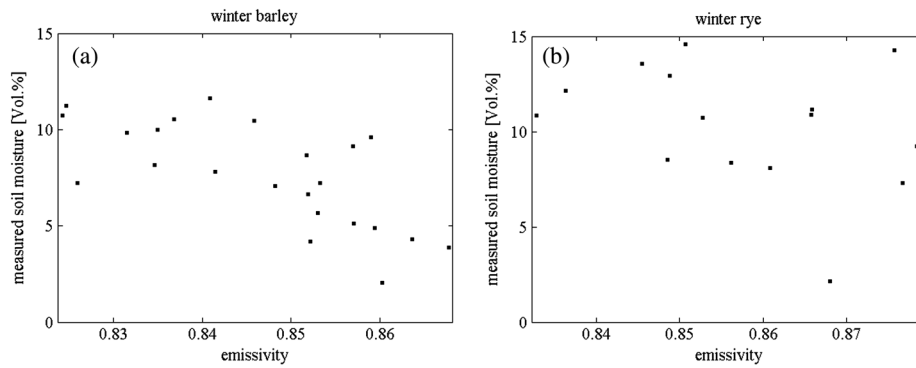 winter barley
(a)
15
10
5
0
measured soil moisture [Vol.%]
0.83 0.84 0.85 0.86
emissivity
winter rye
(b)
15
10
5
0
measured soil moisture [Vol.%]
0.84 0.85 0.86 0.87
emissivity